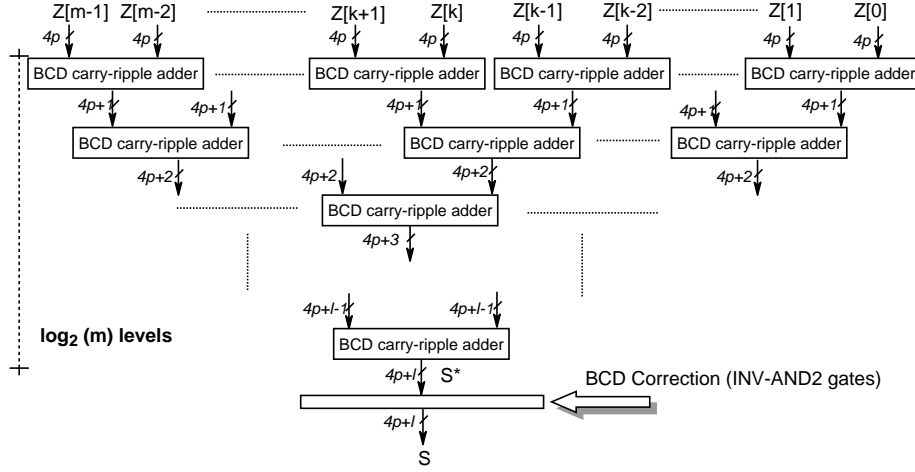 Z[m-1] Z[m-2] Z[k+1] Z[k] Z[k-1] Z[k-2] Z[1] Z[0]
4p 4p 4p 4p 4p 4p 4p 4p
BCD carry-ripple adder BCD carry-ripple adder BCD carry-ripple adder BCD carry-ripple adder
4p+1 4p+1 4p+1 4p+1 4p+1 4p+1
BCD carry-ripple adder BCD carry-ripple adder BCD carry-ripple adder
4p+2 4p+2 4p+2 4p+2
BCD carry-ripple adder
4p+3
4p+l-1 4p+l-1
log2 (m) levels
BCD carry-ripple adder
4p+l S*
BCD Correction (INV-AND2 gates)
4p+l
S